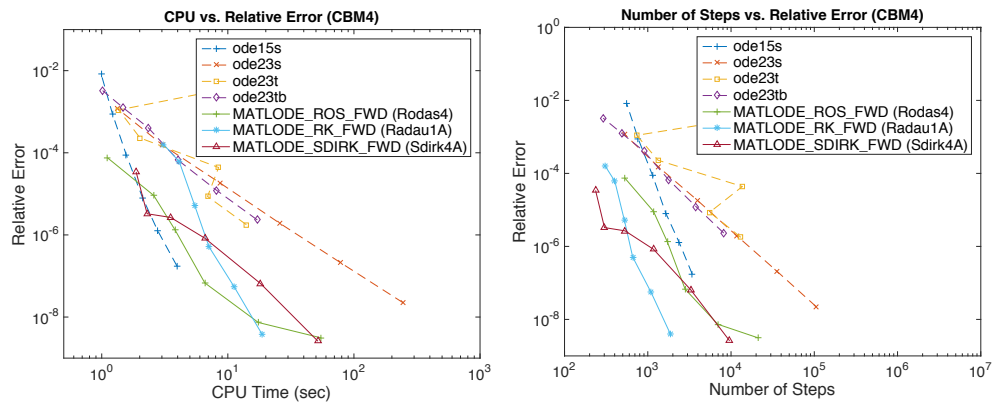 CPU vs. Relative Error (CBM4)
Relative Error
10^-2
10^-4
10^-6
10^-8
ode15s
ode23s
ode23t
ode23tb
MATLODE_ROS_FWD (Rodas4)
MATLODE_RK_FWD (Radau1A)
MATLODE_SDIRK_FWD (Sdirk4A)
10^0
10^1
10^2
10^3
CPU Time (sec)
Number of Steps vs. Relative Error (CBM4)
Relative Error
10^0
10^-2
10^-4
10^-6
10^-8
ode15s
ode23s
ode23t
ode23tb
MATLODE_ROS_FWD (Rodas4)
MATLODE_RK_FWD (Radau1A)
MATLODE_SDIRK_FWD (Sdirk4A)
10^2
10^3
10^4
10^5
10^6
10^7
Number of Steps